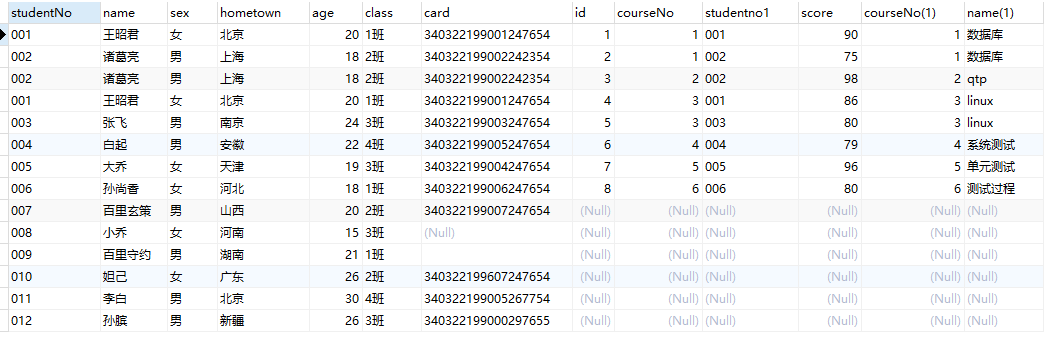 studentNo name sex hometown age class card id courseNo studentno1 score courseNo(1) name(1)
001 王昭君 女 北京 20 1班 340322199001247654 1 1 001 90 1 数据库
002 诸葛亮 男 上海 18 2班 340322199002242354 2 1 002 75 1 数据库
002 诸葛亮 男 上海 18 2班 340322199002242354 3 2 002 98 2 qtp
001 王昭君 女 北京 20 1班 340322199001247654 4 3 001 86 3 linux
003 张飞 男 南京 24 3班 340322199003247654 5 3 003 80 3 linux
004 白起 男 安徽 22 4班 340322199005247654 6 4 004 79 4 系统测试
005 大乔 女 天津 19 3班 340322199004247654 7 5 005 96 5 单元测试
006 孙尚香 女 河北 18 1班 340322199006247654 8 6 006 80 6 测试过程
007 百里玄策 男 山西 20 2班 340322199007247654 (Null) (Null) (Null) (Null) (Null) (Null)
008 小乔 女 河南 15 3班 (Null) (Null) (Null) (Null) (Null) (Null) (Null)
009 百里守约 男 湖南 21 1班 (Null) (Null) (Null) (Null) (Null) (Null)
010 妲己 女 广东 26 2班 340322199607247654 (Null) (Null) (Null) (Null) (Null) (Null)
011 李白 男 北京 30 4班 340322199005267754 (Null) (Null) (Null) (Null) (Null) (Null)
012 孙膑 男 新疆 26 3班 340322199000297655 (Null) (Null) (Null) (Null) (Null) (Null)